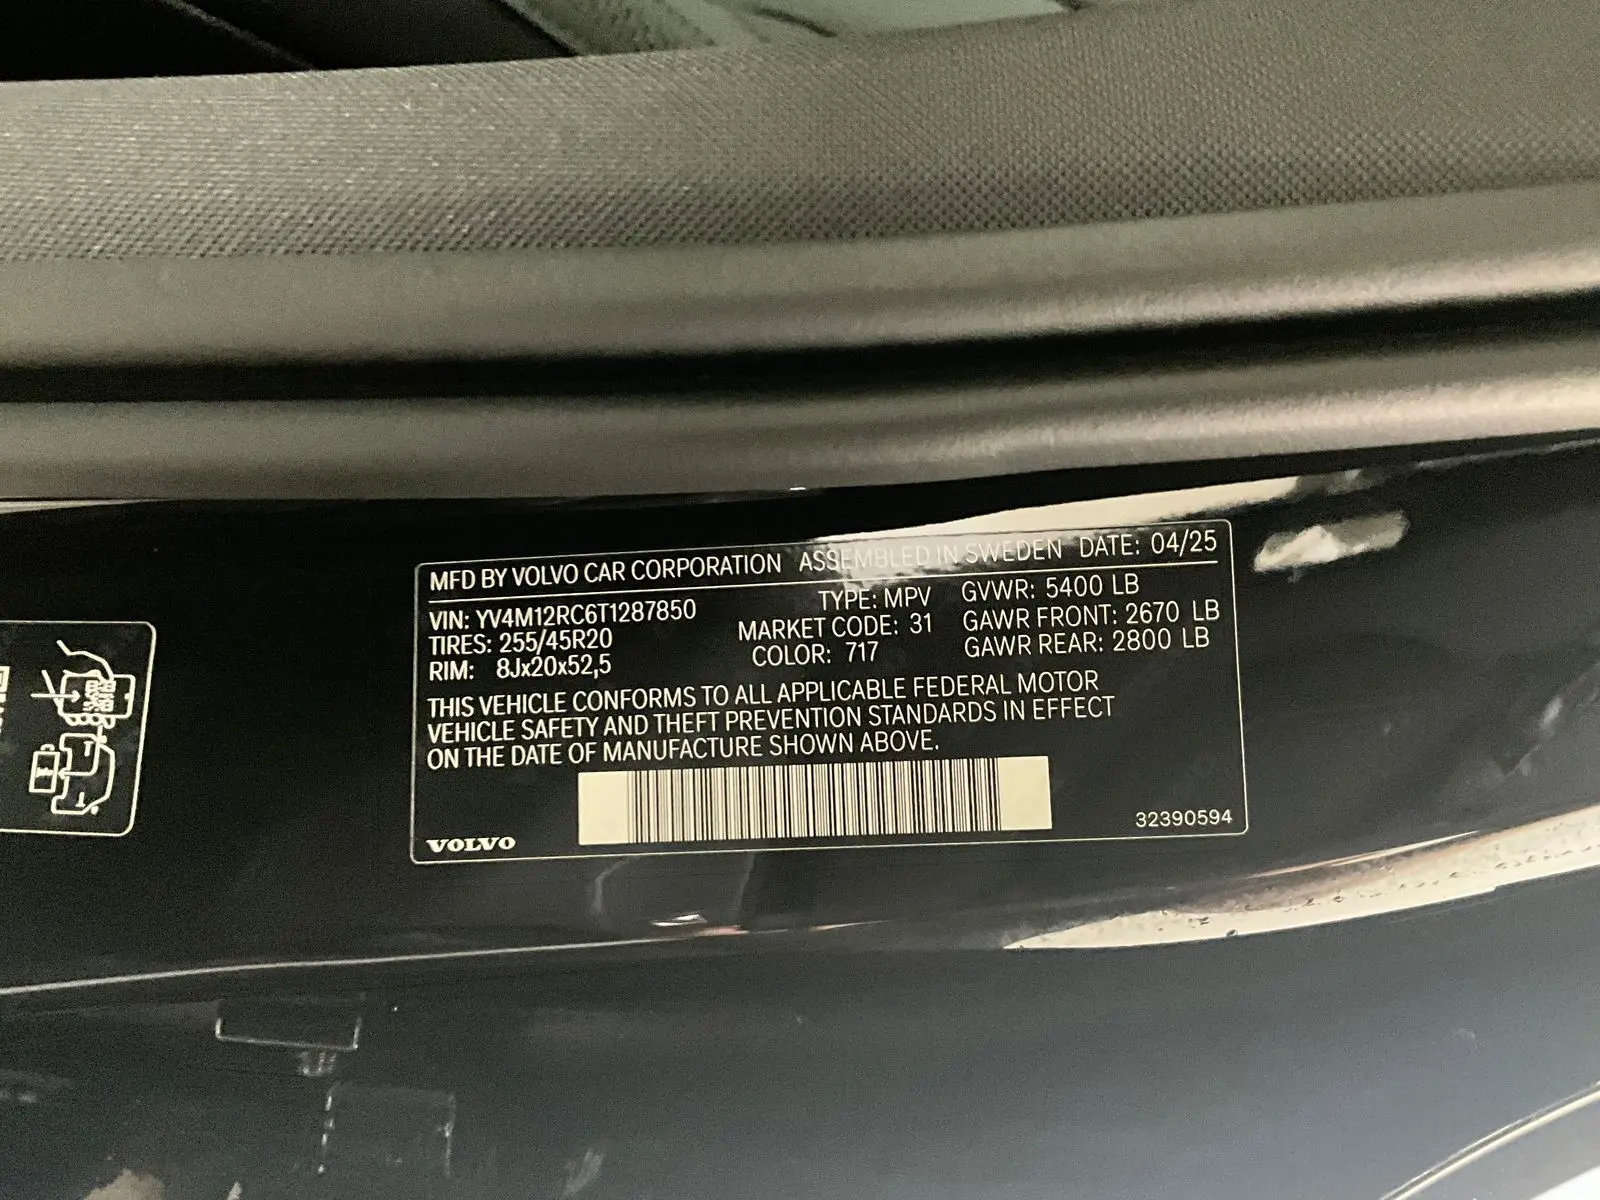 MFD BY VOLVO CAR CORPORATION ASSEMBLED IN SWEDEN DATE: 04/25
VIN: YV4M12RC6T1287850 TYPE: MPV GVWR: 5400 LB
TIRES: 255/45R20 MARKET CODE: 31 GAWR FRONT: 2670 LB
RIM: 8Jx20x52,5 COLOR: 717 GAWR REAR: 2800 LB
THIS VEHICLE CONFORMS TO ALL APPLICABLE FEDERAL MOTOR
VEHICLE SAFETY AND THEFT PREVENTION STANDARDS IN EFFECT
ON THE DATE OF MANUFACTURE SHOWN ABOVE.
VOLVO 32390594